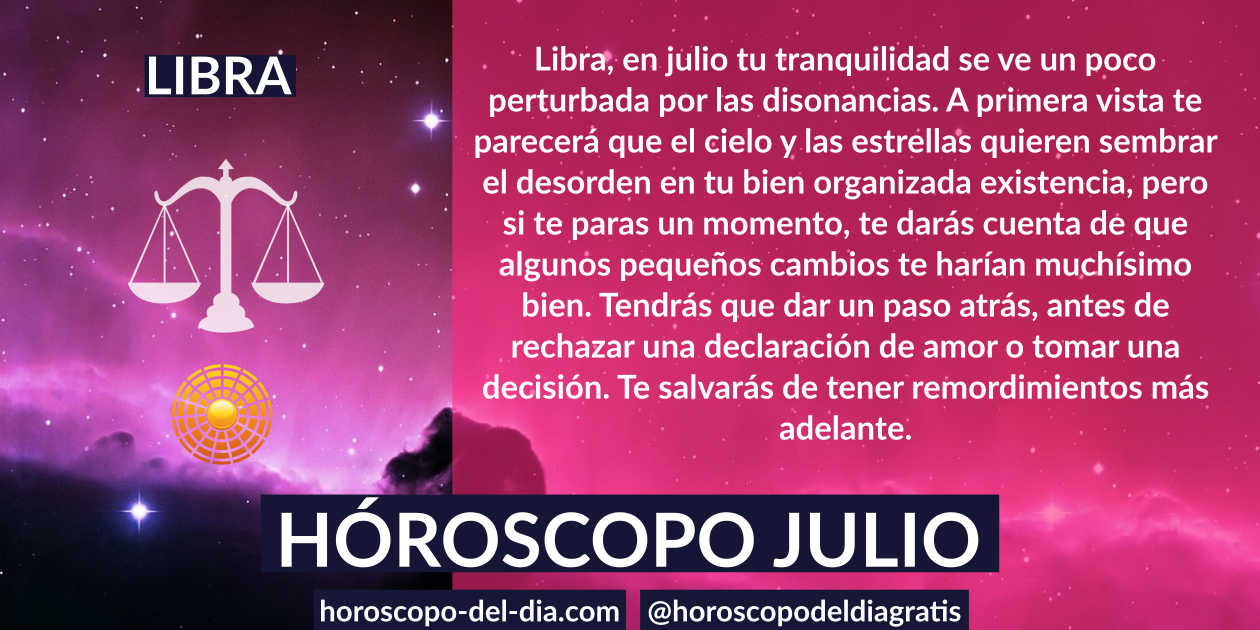 LIBRA
Libra, en julio tu tranquilidad se ve un poco
perturbada por las disonancias. A primera vista te
parecerá que el cielo y las estrellas quieren sembrar
el desorden en tu bien organizada existencia, pero
si te paras un momento, te darás cuenta de que
algunos pequeños cambios te harían muchísimo
bien. Tendrás que dar un paso atrás, antes de
rechazar una declaración de amor o tomar una
decisión. Te salvarás de tener remordimientos más
adelante.
HÓROSCOPO JULIO
horoscopo-del-dia.com
@horoscopodeldiagratis